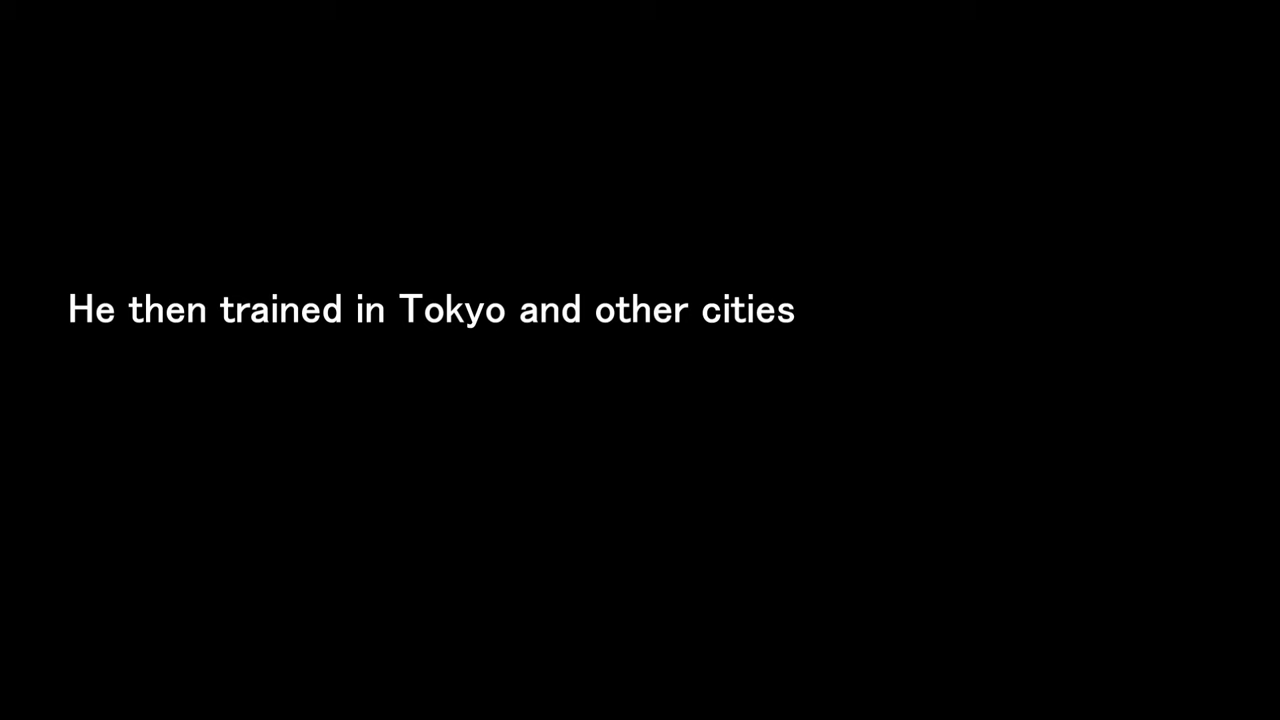 He then trained in Tokyo and other cities